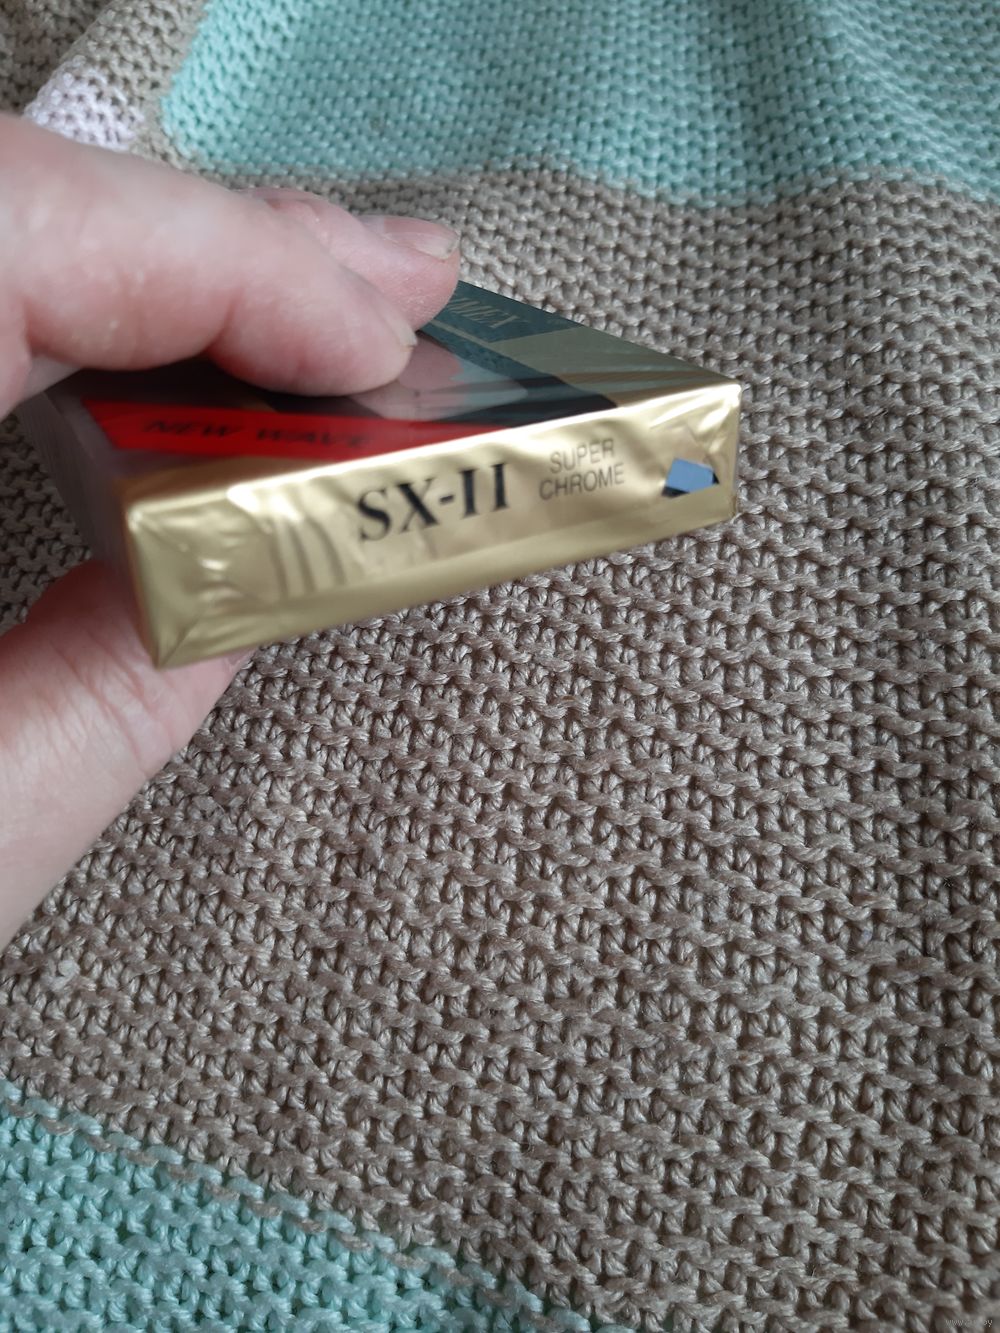 NEW WAVE
SX-II
SUPER
CHROME